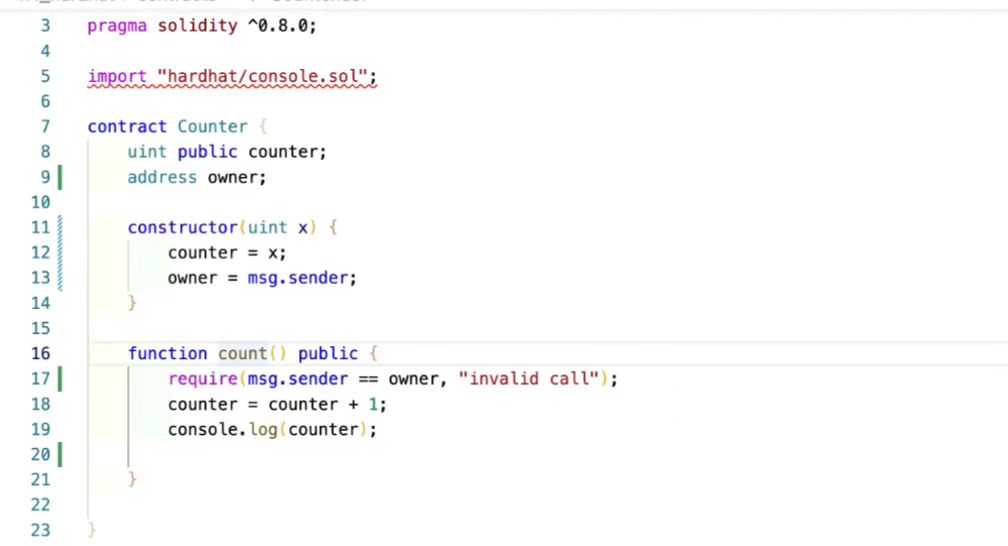 3 pragma solidity ^0.8.0;
4
5 import "hardhat/console.sol";
6
7 contract Counter {
8 uint public counter;
9 address owner;
10
11 constructor(uint x) {
12 counter = x;
13 owner = msg.sender;
14 }
15
16 function count() public {
17 require(msg.sender == owner, "invalid call");
18 counter = counter + 1;
19 console.log(counter);
20
21 }
22
23 }